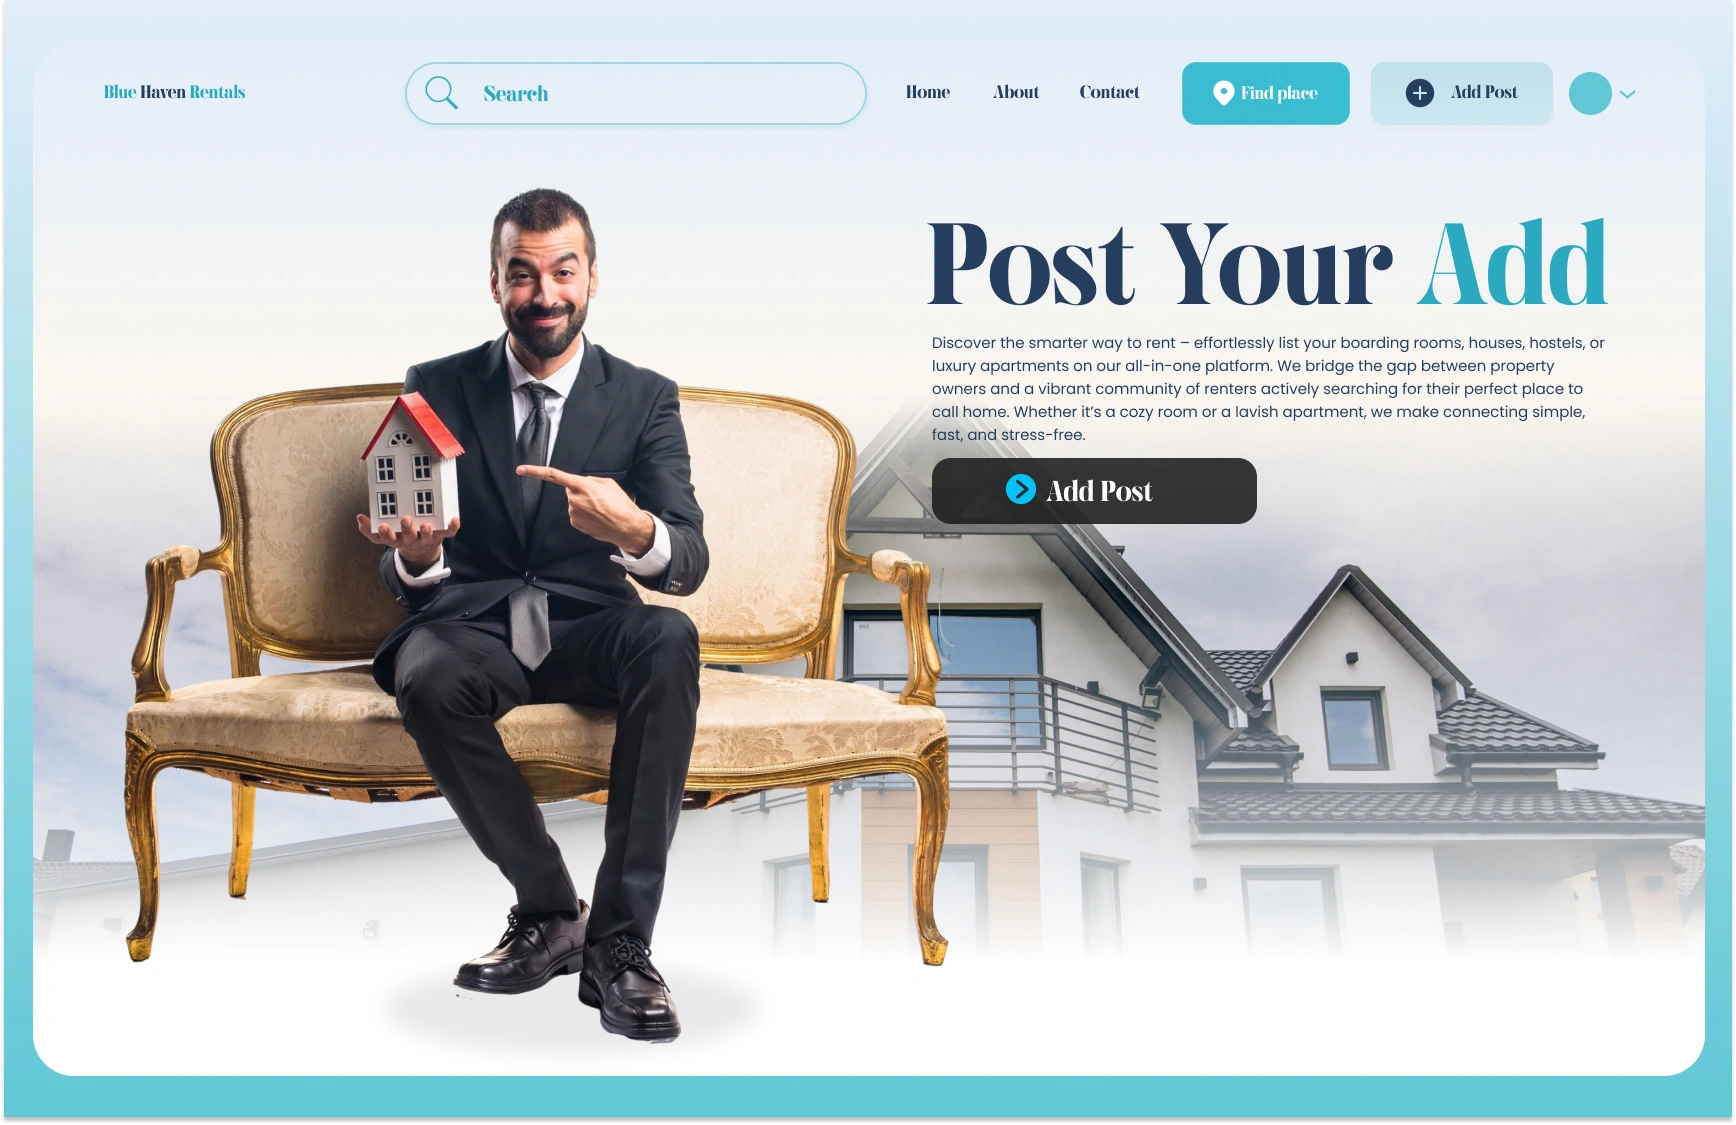 Blue Haven Rentals
Search
Home
About
Contact
Find place
Add Post
Post Your Add
Discover the smarter way to rent – effortlessly list your boarding rooms, houses, hostels, or
luxury apartments on our all-in-one platform. We bridge the gap between property
owners and a vibrant community of renters actively searching for their perfect place to
call home. Whether it’s a cozy room or a lavish apartment, we make connecting simple,
fast, and stress-free.
Add Post